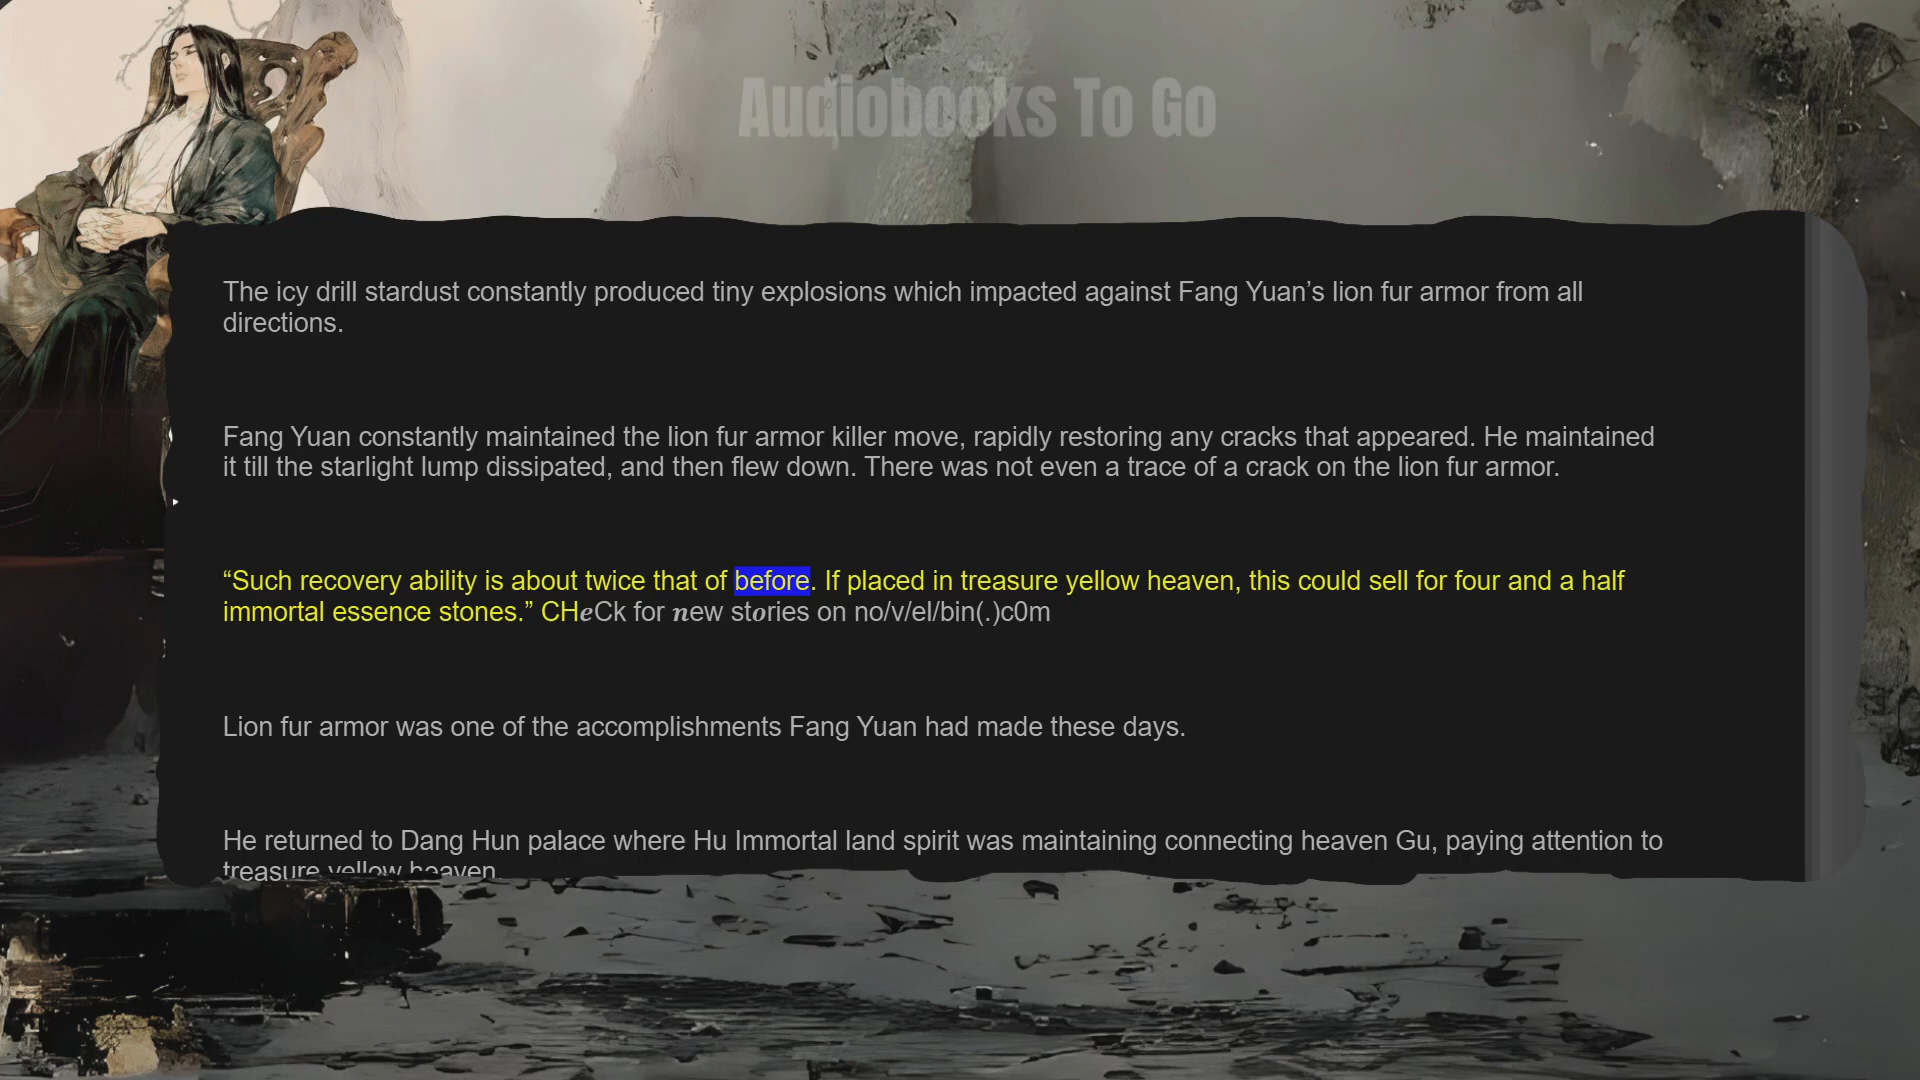 Audiobooks To Go
The icy drill stardust constantly produced tiny explosions which impacted against Fang Yuan’s lion fur armor from all
directions.
Fang Yuan constantly maintained the lion fur armor killer move, rapidly restoring any cracks that appeared. He maintained
it till the starlight lump dissipated, and then flew down. There was not even a trace of a crack on the lion fur armor.
“Such recovery ability is about twice that of before. If placed in treasure yellow heaven, this could sell for four and a half
immortal essence stones.” CHeCk for new stories on no/v/el/bin(.)c0m
Lion fur armor was one of the accomplishments Fang Yuan had made these days.
He returned to Dang Hun palace where Hu Immortal land spirit was maintaining connecting heaven Gu, paying attention to
treasure yellow heaven